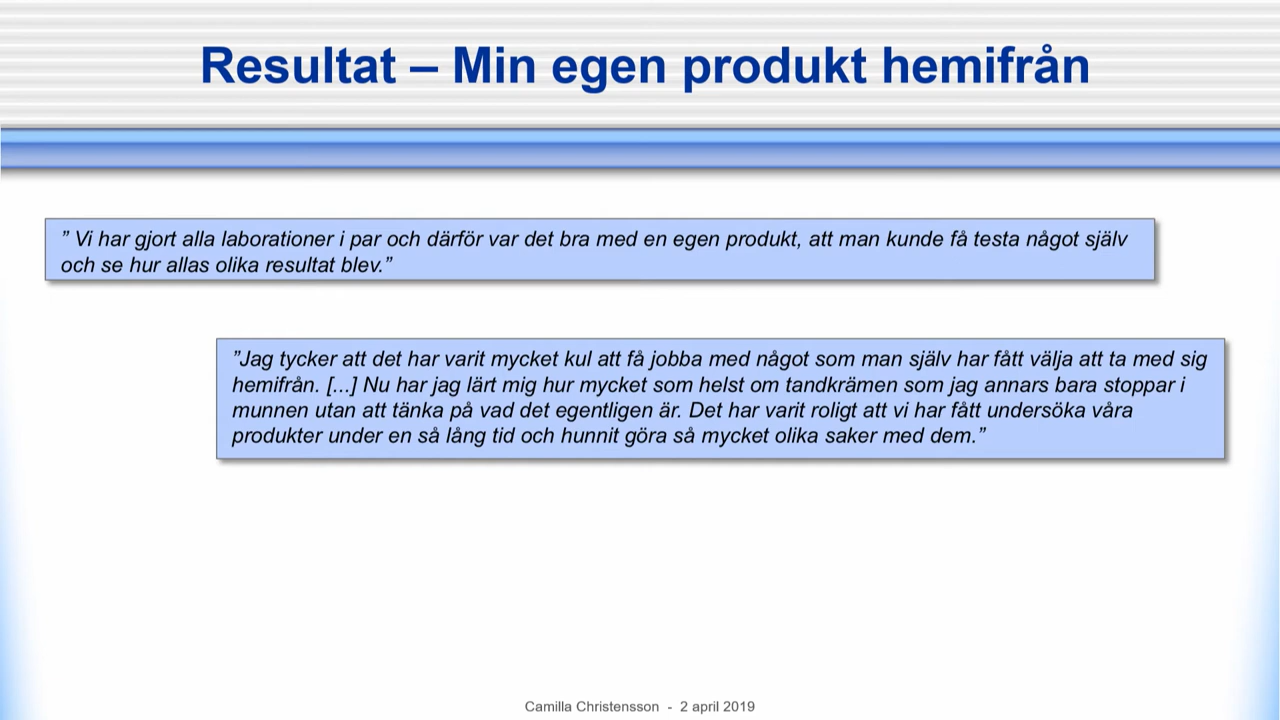 Resultat – Min egen produkt hemifrån
” Vi har gjort alla laborationer i par och därför var det bra med en egen produkt, att man kunde få testa något själv
och se hur allas olika resultat blev.”
”Jag tycker att det har varit mycket kul att få jobba med något som man själv har fått välja att ta med sig
hemifrån. [...] Nu har jag lärt mig hur mycket som helst om tandkrämen som jag annars bara stoppar i
munnen utan att tänka på vad det egentligen är. Det har varit roligt att vi har fått undersöka våra
produkter under en så lång tid och hunnit göra så mycket olika saker med dem.”
Camilla Christensson - 2 april 2019